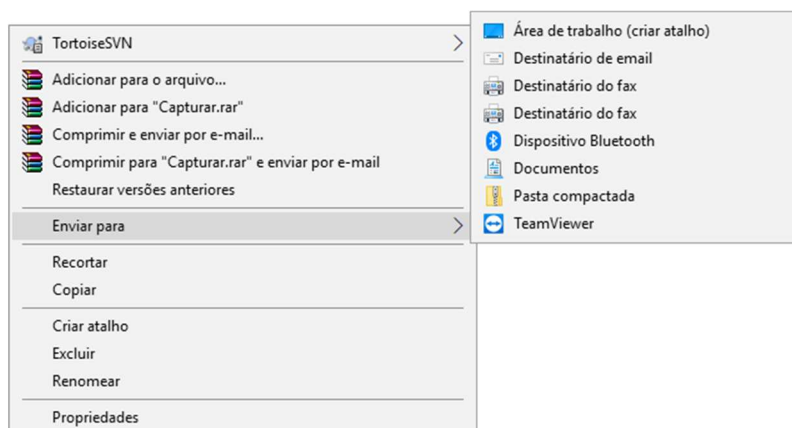 TortoiseSVN
Adicionar para o arquivo...
Adicionar para "Capturar.rar"
Comprimir e enviar por e-mail...
Comprimir para "Capturar.rar" e enviar por e-mail
Restaurar versões anteriores
Enviar para
Recortar
Copiar
Criar atalho
Excluir
Renomear
Propriedades
Área de trabalho (criar atalho)
Destinatário de email
Destinatário do fax
Destinatário do fax
Dispositivo Bluetooth
Documentos
Pasta compactada
TeamViewer